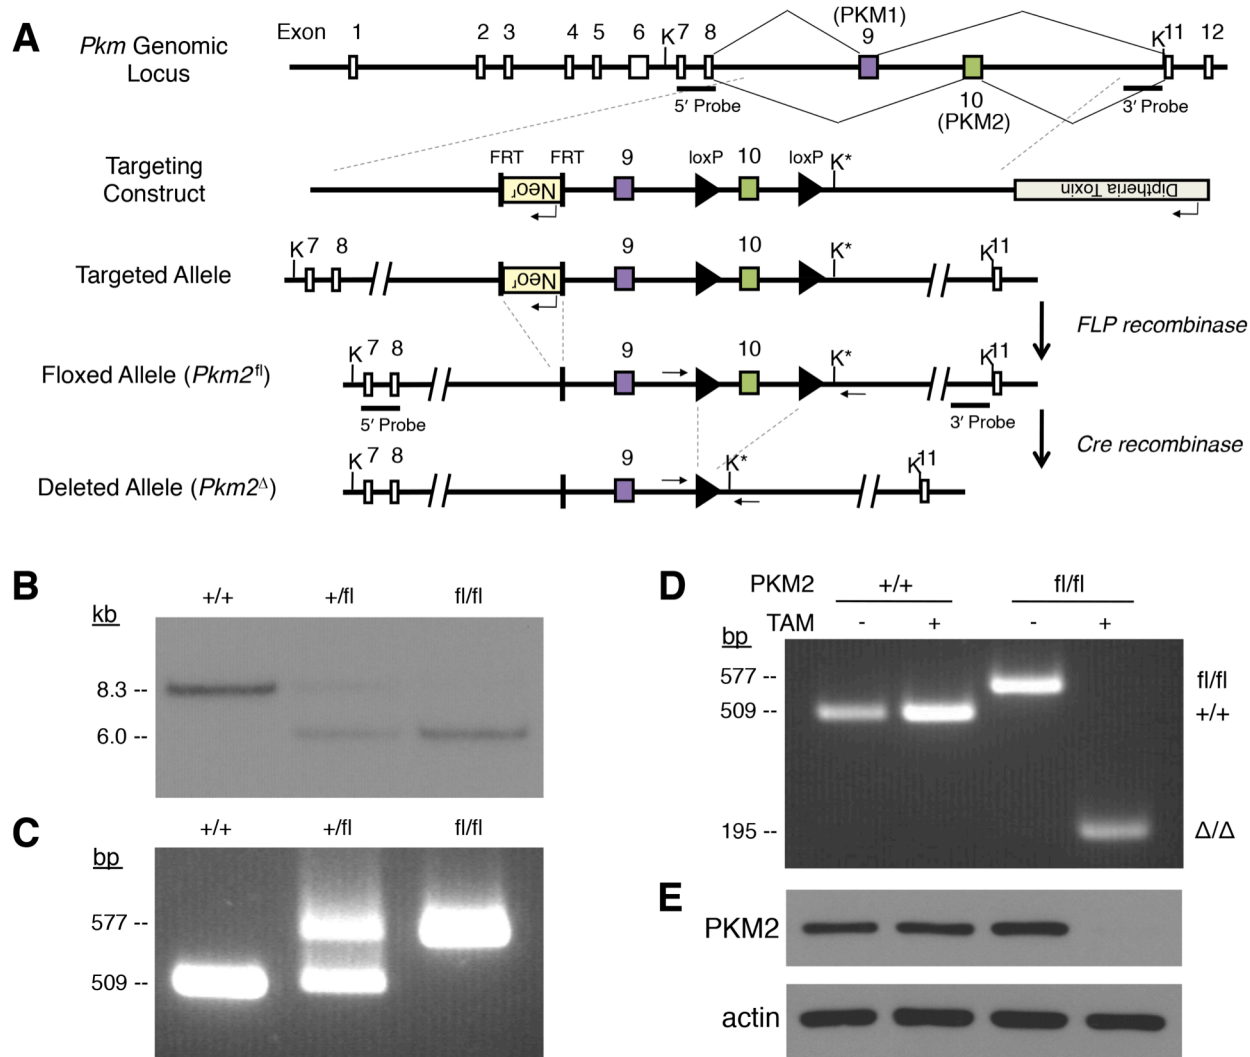 A
Pkm Genomic
Locus
Exon 1 2 3 4 5 6 K 7 8 (PKM1) 9 K 11 12
5′ Probe
10
(PKM2)
3′ Probe
Targeting
Construct
FRT FRT 9 loxP 10 loxP K*
Neoʳ
Diptheria Toxin
Targeted Allele
K 7 8 9 10 K* K 11
Neoʳ
FLP recombinase
Floxed Allele (Pkm2ᶠˡ)
K 7 8 9 10 K* K 11
5′ Probe
3′ Probe
Cre recombinase
Deleted Allele (Pkm2Δ)
K 7 8 9 K* K 11
B
+/+ +/fl fl/fl
kb
8.3 --
6.0 --
C
+/+ +/fl fl/fl
bp
577 --
509 --
D
PKM2 +/+ fl/fl
TAM - + - +
bp
577 -- fl/fl
509 -- +/+
195 -- Δ/Δ
E
PKM2
actin